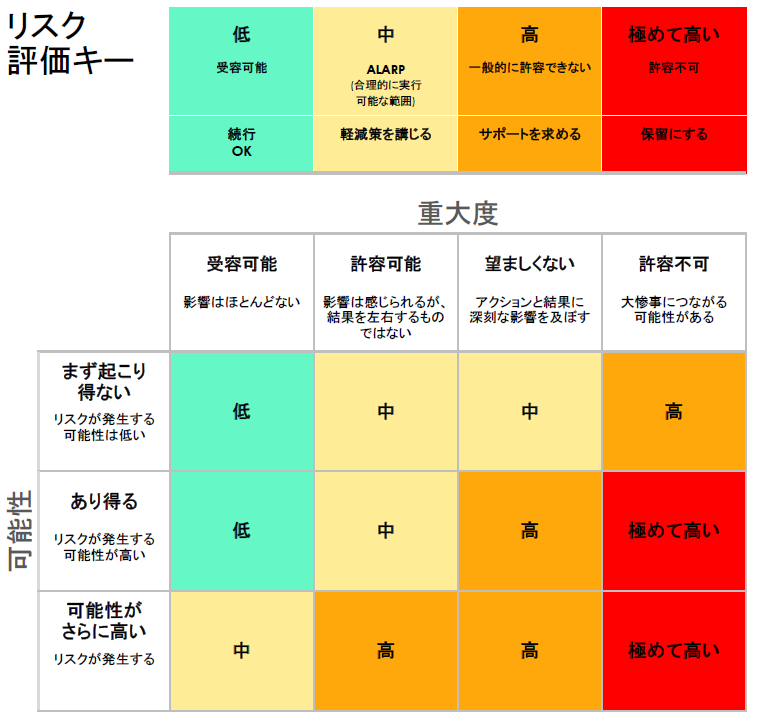 リスク
評価キー
低
受容可能
中
ALARP
(合理的に実行
可能な範囲)
高
一般的に許容できない
極めて高い
許容不可
続行
OK
軽減策を講じる
サポートを求める
保留にする
重大度
受容可能
影響はほとんどない
許容可能
影響は感じられるが、
結果を左右するもの
ではない
望ましくない
アクションと結果に
深刻な影響を及ぼす
許容不可
大惨事につながる
可能性がある
可能性
まず起こり
得ない
リスクが発生する
可能性は低い
低
中
中
高
あり得る
リスクが発生する
可能性が高い
低
中
高
極めて高い
可能性が
さらに高い
リスクが発生する
中
高
高
極めて高い